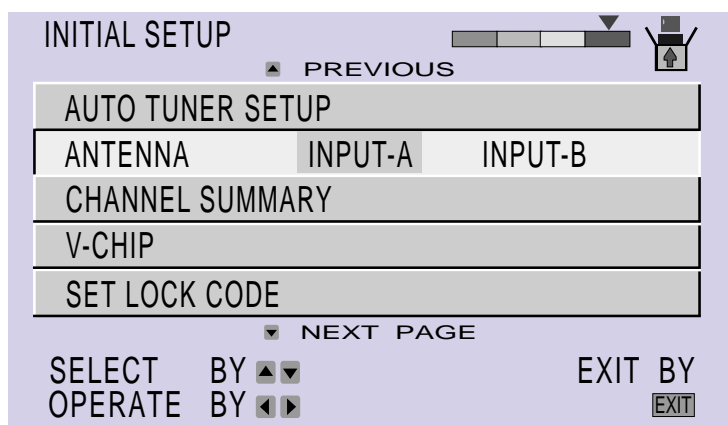 INITIAL SETUP
PREVIOUS
AUTO TUNER SETUP
ANTENNA INPUT-A INPUT-B
CHANNEL SUMMARY
V-CHIP
SET LOCK CODE
NEXT PAGE
SELECT BY EXIT BY
OPERATE BY EXIT